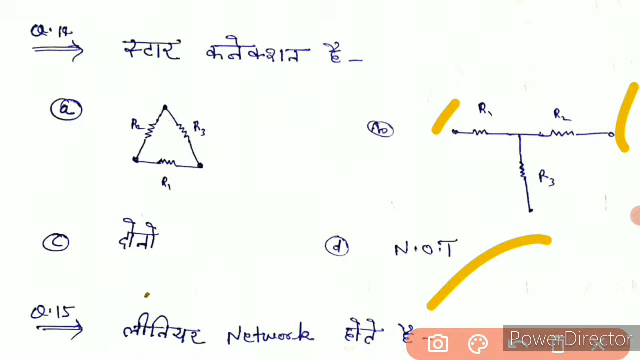 Q.14 स्टार कनेक्शन है -
(a) R2 R3 R1
(b) R1 R2 R3
(c) दोनो
(d) N.O.T
Q.15 लीनियर Network होते है -
PowerDirector